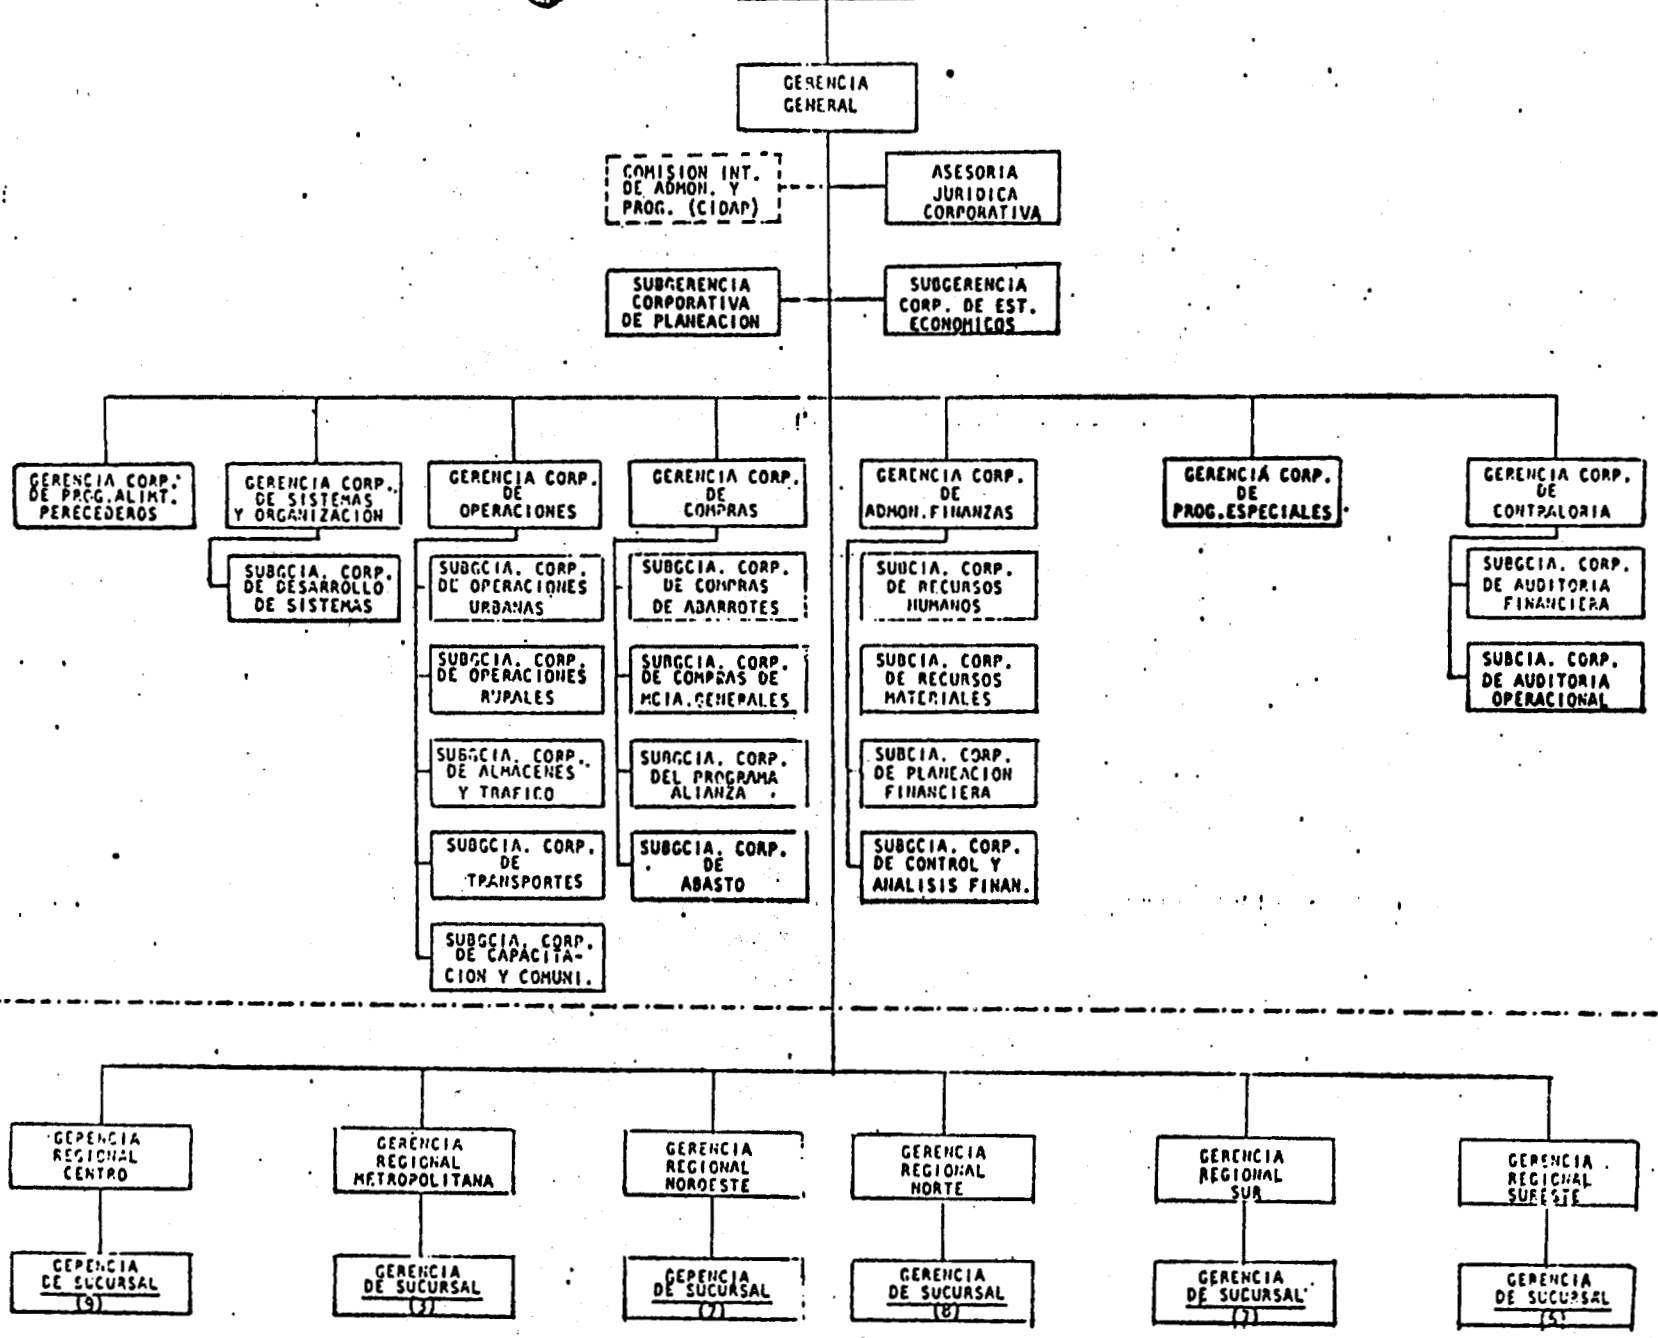 GERENCIA
GENERAL
COMISION INT.
DE ADMON. Y
PROG. (CIDAP)
ASESORIA
JURIDICA
CORPORATIVA
SUBGERENCIA
CORPORATIVA
DE PLANEACION
SUBGERENCIA
CORP. DE EST.
ECONOMICOS
GERENCIA CORP.
DE PROG.ALIMT.
PERECEDEROS
GERENCIA CORP.
DE SISTEMAS
Y ORGANIZACIÓN
GERENCIA CORP.
DE
OPERACIONES
GERENCIA CORP.
DE
COMPRAS
GERENCIA CORP.
DE
ADMON.FINANZAS
GERENCIA CORP.
DE
PROG.ESPECIALES
GERENCIA CORP.
DE
CONTRALORIA
SUBGCIA. CORP.
DE DESARROLLO
DE SISTEMAS
SUBGCIA. CORP.
DE OPERACIONES
URBANAS
SUBGCIA. CORP.
DE OPERACIONES
RURALES
SUBGCIA. CORP.
DE ALMACENES
Y TRAFICO
SUBGCIA. CORP.
DE
TRANSPORTES
SUBGCIA. CORP.
DE CAPACITA-
CION Y COMUNI.
SUBGCIA. CORP.
DE COMPRAS
DE ABARROTES
SUBGCIA. CORP.
DE COMPRAS DE
MCIA.GENERALES
SUBGCIA. CORP.
DEL PROGRAMA
ALIANZA
SUBGCIA. CORP.
DE
ABASTO
SUBCIA. CORP.
DE RECURSOS
HUMANOS
SUBCIA. CORP.
DE RECURSOS
MATERIALES
SUBCIA. CORP.
DE PLANEACION
FINANCIERA
SUBGCIA. CORP.
DE CONTROL Y
ANALISIS FINAN.
SUBGCIA. CORP.
DE AUDITORIA
FINANCIERA
SUBCIA. CORP.
DE AUDITORIA
OPERACIONAL
GERENCIA
REGIONAL
CENTRO
GERENCIA
REGIONAL
METROPOLITANA
GERENCIA
REGIONAL
NOROESTE
GERENCIA
REGIONAL
NORTE
GERENCIA
REGIONAL
SUR
GERENCIA
REGIONAL
SURESTE
GERENCIA
DE SUCURSAL
(9)
GERENCIA
DE SUCURSAL
(3)
GERENCIA
DE SUCURSAL
(7)
GERENCIA
DE SUCURSAL
(8)
GERENCIA
DE SUCURSAL
(7)
GERENCIA
DE SUCURSAL
(5)